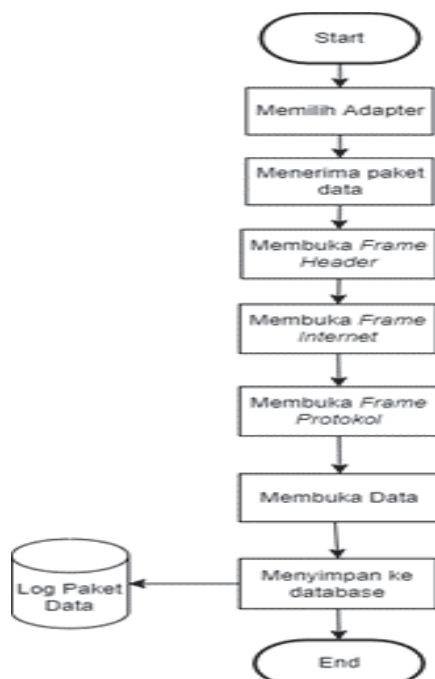 Start
Memilih Adapter
Menerima paket
data
Membuka Frame
Header
Membuka Frame
Internet
Membuka Frame
Protokol
Membuka Data
Menyimpan ke
database
Log Paket
Data
End